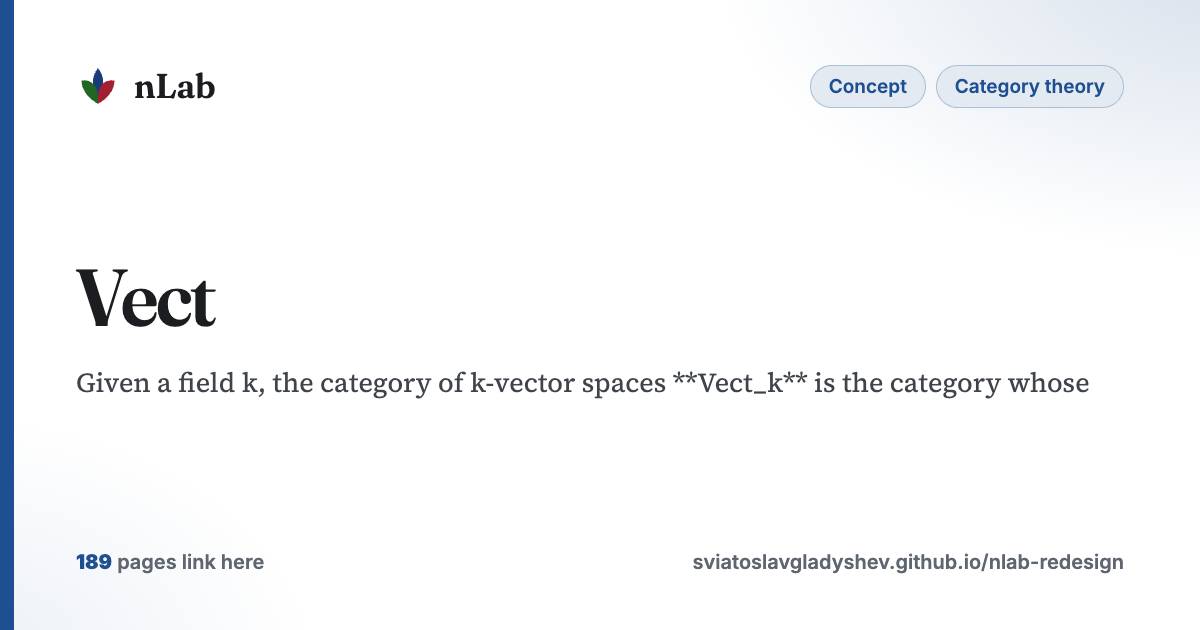 nLab
Concept
Category theory
Vect
Given a field k, the category of k-vector spaces **Vect_k** is the category whose
189 pages link here
sviatoslavgladyshev.github.io/nlab-redesign